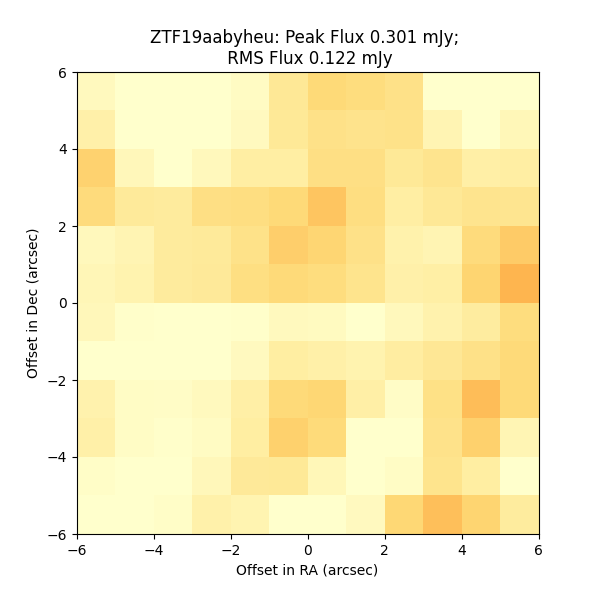 ZTF19aabyheu: Peak Flux 0.301 mJy;
RMS Flux 0.122 mJy
6
4
2
0
−2
−4
−6
Offset in Dec (arcsec)
−6 −4 −2 0 2 4 6
Offset in RA (arcsec)